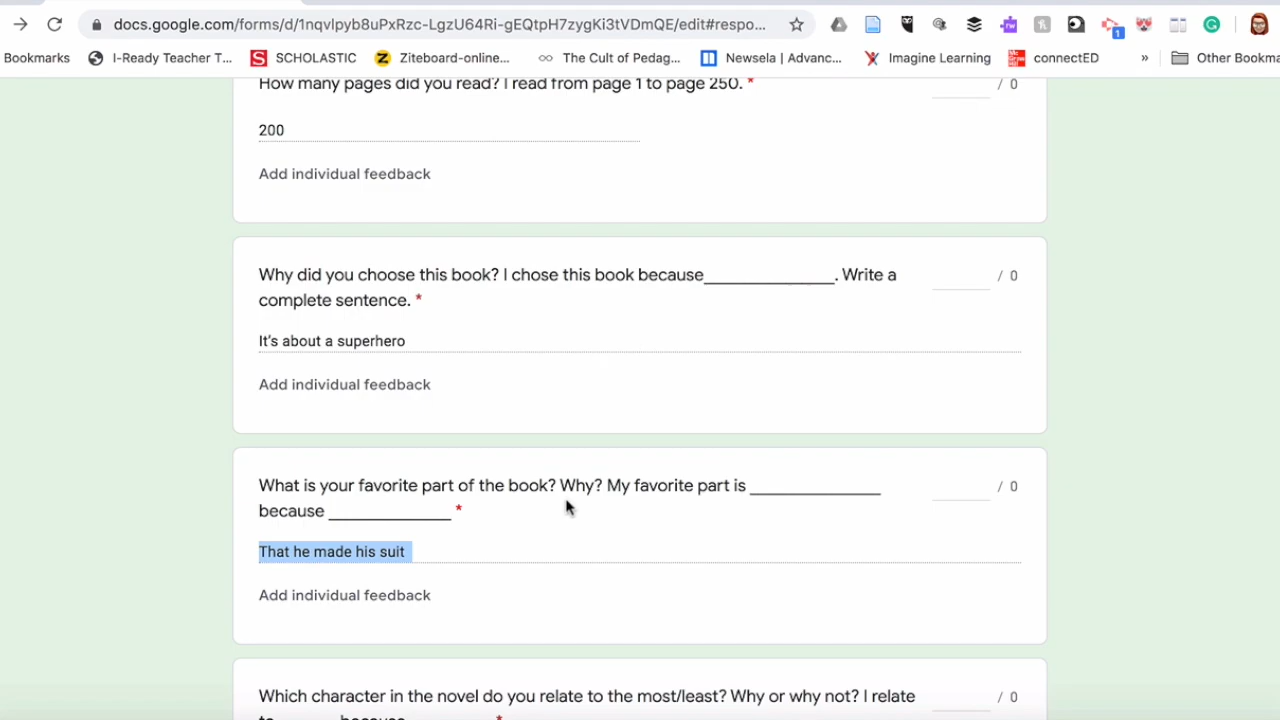 docs.google.com/forms/d/1nqvlpyb8uPxRzc-LgzU64Ri-gEQtpH7zygKi3tVDmQE/edit#respo...
Bookmarks I-Ready Teacher T... SCHOLASTIC Ziteboard-online... The Cult of Pedag... Newsela | Advanc... Imagine Learning connectED » Other Bookma
How many pages did you read? I read from page 1 to page 250. * / 0
200
Add individual feedback
Why did you choose this book? I chose this book because_______________. Write a / 0
complete sentence. *
It's about a superhero
Add individual feedback
What is your favorite part of the book? Why? My favorite part is _______________ / 0
because ______________ *
That he made his suit
Add individual feedback
Which character in the novel do you relate to the most/least? Why or why not? I relate / 0
to ______ because __________ *